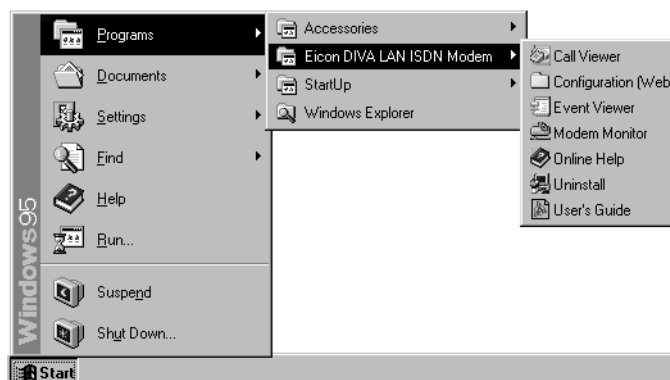 Programs
Documents
Settings
Find
Help
Run...
Suspend
Shut Down...
Windows95
Start
Accessories
Eicon DIVA LAN ISDN Modem
StartUp
Windows Explorer
Call Viewer
Configuration (Web
Event Viewer
Modem Monitor
Online Help
Uninstall
User's Guide